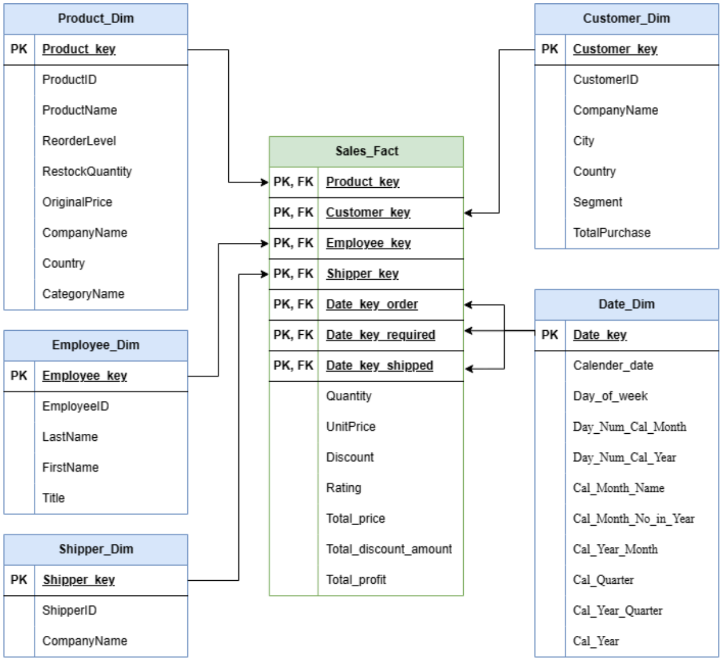 Product_Dim
PK Product_key
ProductID
ProductName
ReorderLevel
RestockQuantity
OriginalPrice
CompanyName
Country
CategoryName
Employee_Dim
PK Employee_key
EmployeeID
LastName
FirstName
Title
Shipper_Dim
PK Shipper_key
ShipperID
CompanyName
Sales_Fact
PK, FK Product_key
PK, FK Customer_key
PK, FK Employee_key
PK, FK Shipper_key
PK, FK Date_key_order
PK, FK Date_key_required
PK, FK Date_key_shipped
Quantity
UnitPrice
Discount
Rating
Total_price
Total_discount_amount
Total_profit
Customer_Dim
PK Customer_key
CustomerID
CompanyName
City
Country
Segment
TotalPurchase
Date_Dim
PK Date_key
Calender_date
Day_of_week
Day_Num_Cal_Month
Day_Num_Cal_Year
Cal_Month_Name
Cal_Month_No_in_Year
Cal_Year_Month
Cal_Quarter
Cal_Year_Quarter
Cal_Year